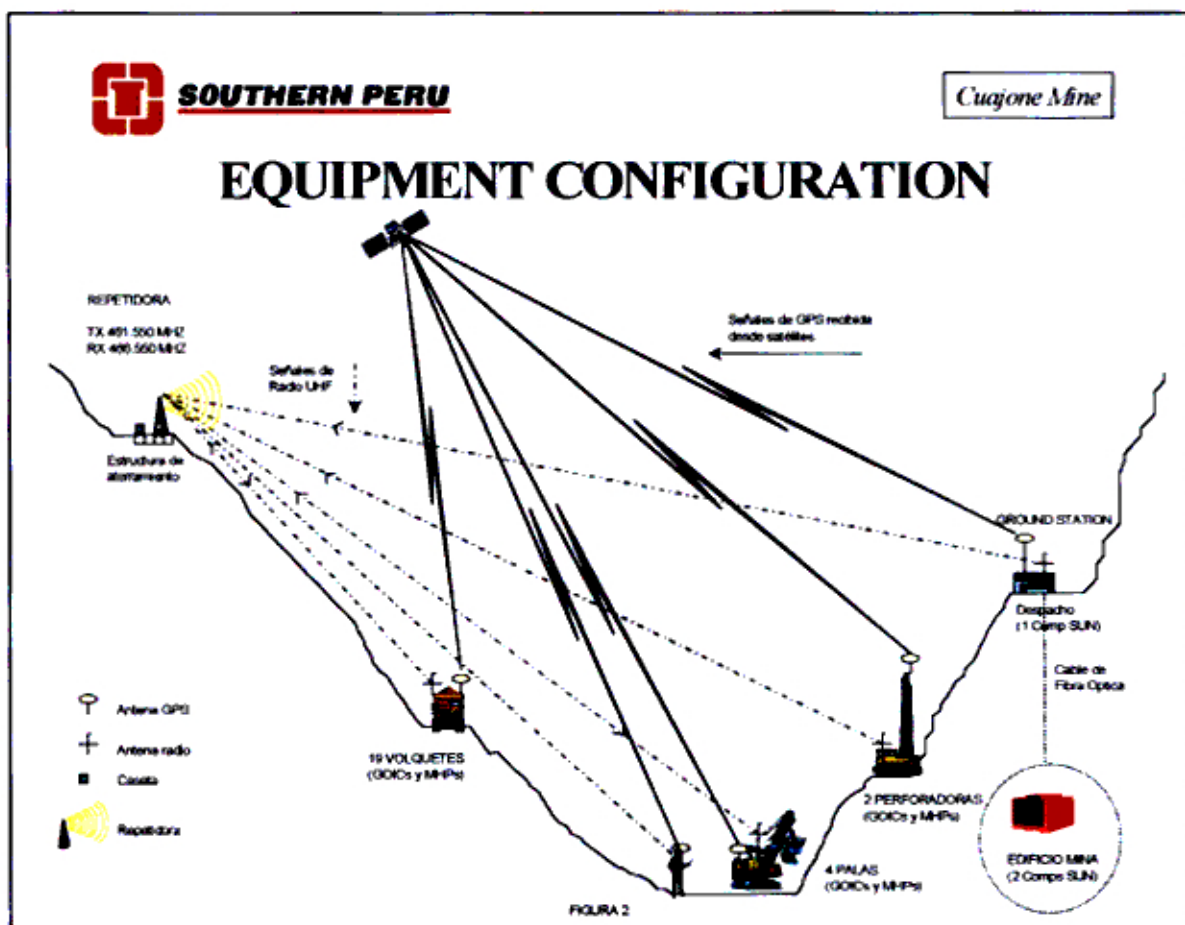 SOUTHERN PERU
Cuajone Mine
EQUIPMENT CONFIGURATION
REPETIDORA
TX 461.550 MHZ
RX 466.550 MHZ
Señales de GPS recibida
desde satélites
Señales de
Radio UHF
Estructura de
aterramiento
GROUND STATION
Despacho
(1 Comp SUN)
Cable de
Fibra Optica
Antena GPS
Antena radio
Caseta
Repetidora
19 VOLQUETES
(GOICs y MHPs)
2 PERFORADORAS
(GOICs y MHPs)
4 PALAS
(GOICs y MHPs)
EDIFICIO MINA
(2 Comps SUN)
FIGURA 2